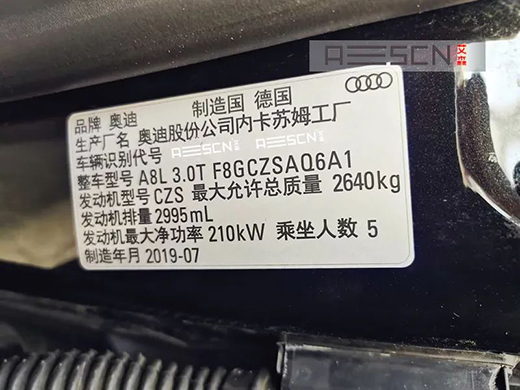 AESCN 艾森
品牌 奥迪 制造国 德国
生产厂名 奥迪股份公司内卡苏姆工厂
车辆识别代号 AESCN
整车型号 A8L 3.0T F8GCZSAQ6A1
发动机型号 CZS 最大允许总质量 2640kg
发动机排量 2995mL
发动机最大净功率 210kW 乘坐人数 5
制造年月 2019-07